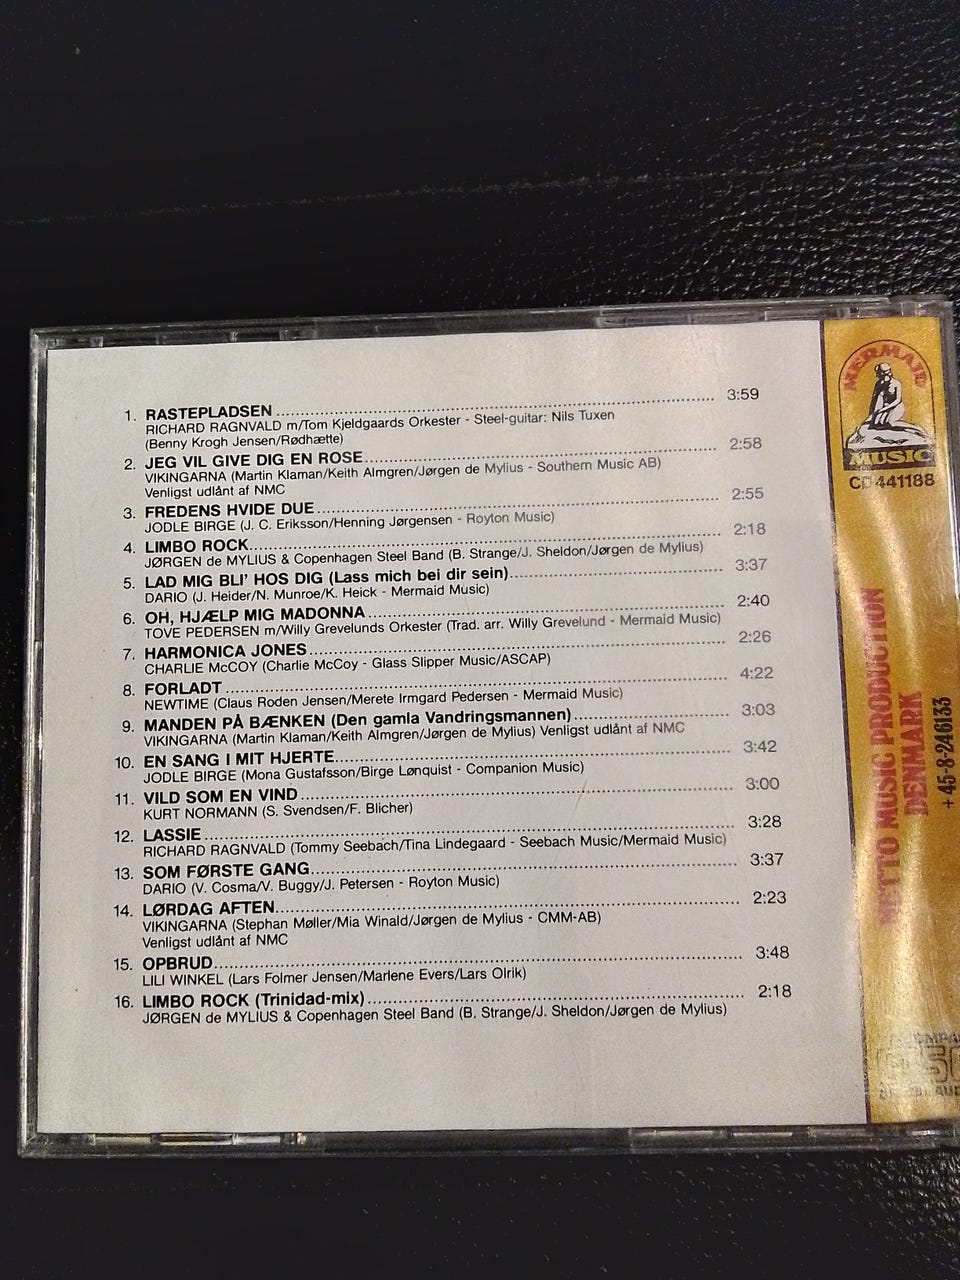 1. RASTEPLADSEN ........ 3:59
RICHARD RAGNVALD m/Tom Kjeldgaards Orkester - Steel-guitar: Nils Tuxen
(Benny Krogh Jensen/Rødhætte)
2. JEG VIL GIVE DIG EN ROSE ........ 2:58
VIKINGARNA (Martin Klaman/Keith Almgren/Jørgen de Mylius - Southern Music AB)
Venligst udlånt af NMC
3. FREDENS HVIDE DUE ........ 2:55
JODLE BIRGE (J. C. Eriksson/Henning Jørgensen - Royton Music)
4. LIMBO ROCK ........ 2:18
JØRGEN de MYLIUS & Copenhagen Steel Band (B. Strange/J. Sheldon/Jørgen de Mylius)
5. LAD MIG BLI' HOS DIG (Lass mich bei dir sein) ........ 3:37
DARIO (J. Heider/N. Munroe/K. Heick - Mermaid Music)
6. OH, HJÆLP MIG MADONNA ........ 2:40
TOVE PEDERSEN m/Willy Grevelunds Orkester (Trad. arr. Willy Grevelund - Mermaid Music)
7. HARMONICA JONES ........ 2:26
CHARLIE McCOY (Charlie McCoy - Glass Slipper Music/ASCAP)
8. FORLADT ........ 4:22
NEWTIME (Claus Roden Jensen/Merete Irmgard Pedersen - Mermaid Music)
9. MANDEN PÅ BÆNKEN (Den gamla Vandringsmannen) ........ 3:03
VIKINGARNA (Martin Klaman/Keith Almgren/Jørgen de Mylius) Venligst udlånt af NMC
10. EN SANG I MIT HJERTE ........ 3:42
JODLE BIRGE (Mona Gustafsson/Birge Lønquist - Companion Music)
11. VILD SOM EN VIND ........ 3:00
KURT NORMANN (S. Svendsen/F. Blicher)
12. LASSIE ........ 3:28
RICHARD RAGNVALD (Tommy Seebach/Tina Lindegaard - Seebach Music/Mermaid Music)
13. SOM FØRSTE GANG ........ 3:37
DARIO (V. Cosma/V. Buggy/J. Petersen - Royton Music)
14. LØRDAG AFTEN ........ 2:23
VIKINGARNA (Stephan Møller/Mia Winald/Jørgen de Mylius - CMM-AB)
Venligst udlånt af NMC
15. OPBRUD ........ 3:48
LILI WINKEL (Lars Folmer Jensen/Marlene Evers/Lars Olrik)
16. LIMBO ROCK (Trinidad-mix) ........ 2:18
JØRGEN de MYLIUS & Copenhagen Steel Band (B. Strange/J. Sheldon/Jørgen de Mylius)
MERMAID
MUSIC
CD 441188
NETTO MUSIC PRODUCTION
DENMARK
+ 45-8-246133